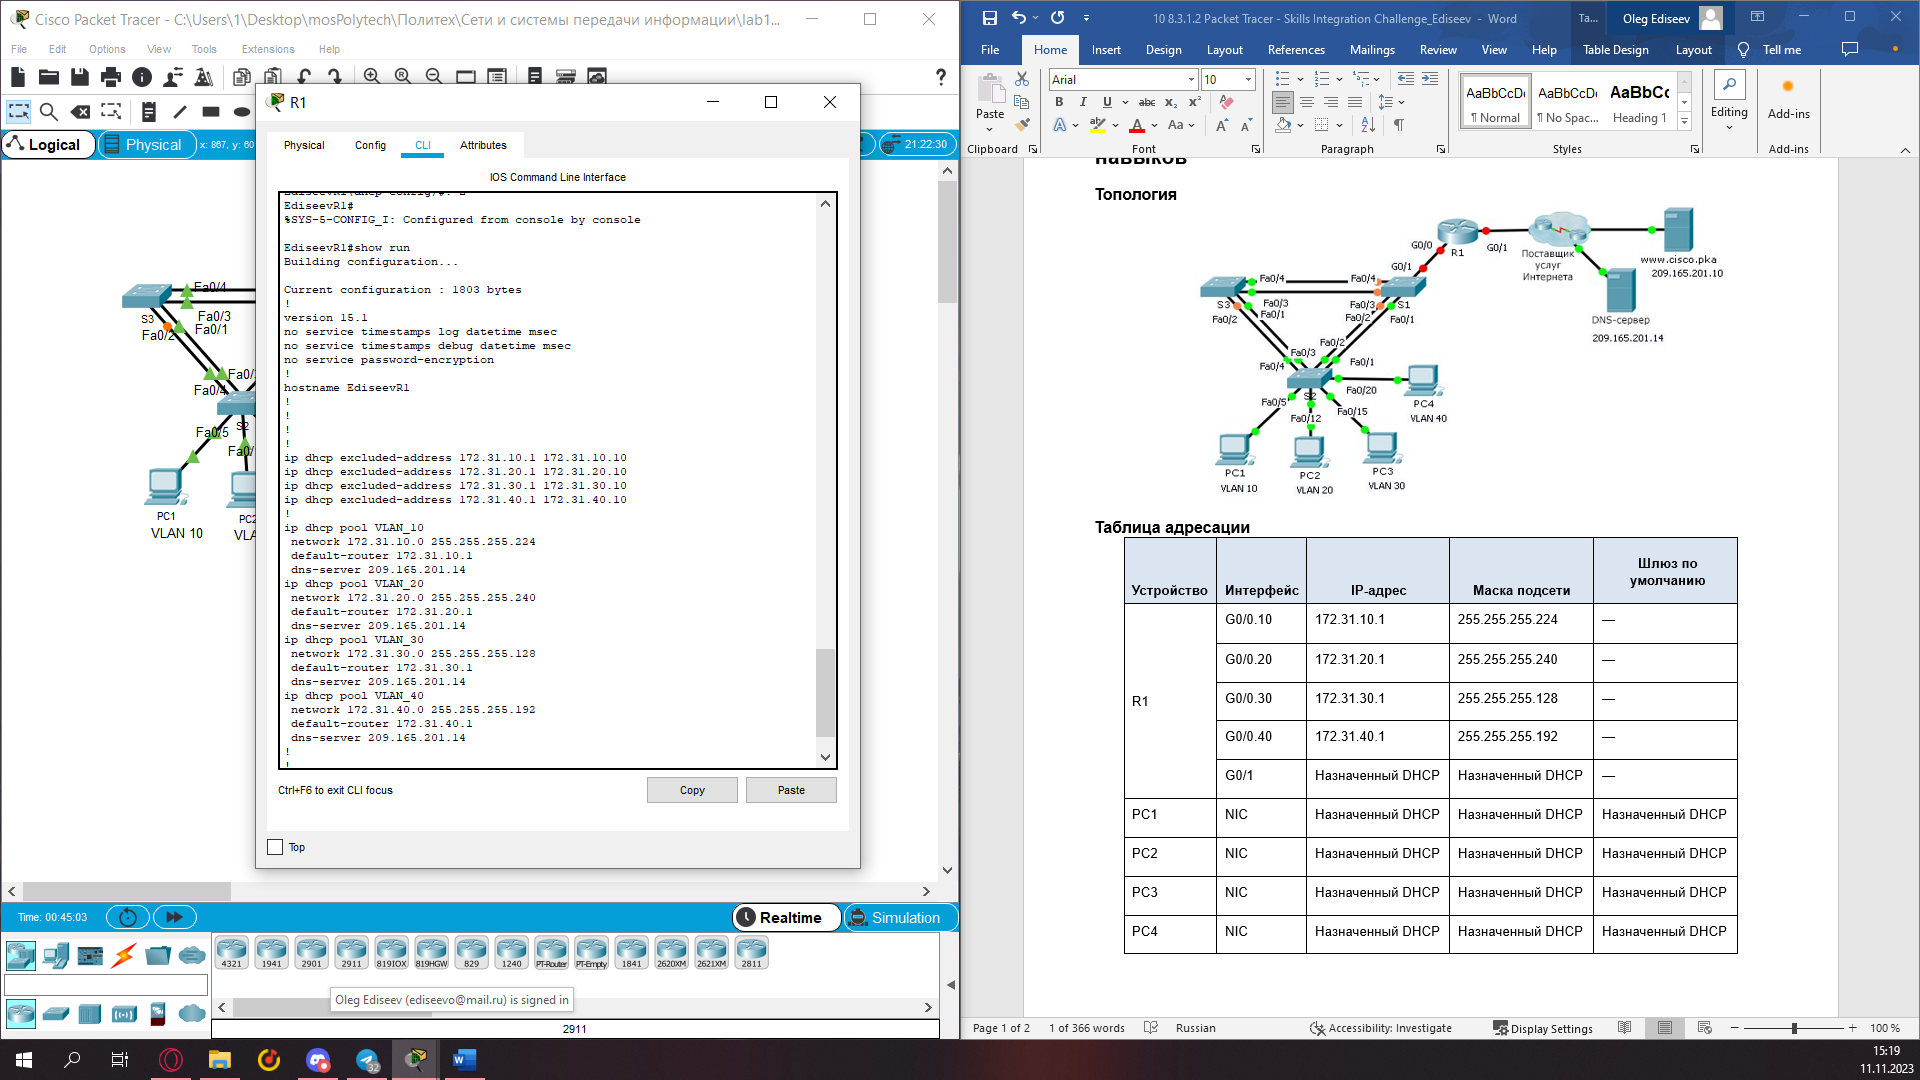 Cisco Packet Tracer - C:\Users\1\Desktop\mosPolytech\Политех\Сети и системы передачи информации\lab1...
File Edit Options View Tools Extensions Help
Logical
Physical
x: 867, y: 60
21:22:30
Fa0/4
S3
Fa0/3
Fa0/2
Fa0/1
Fa0/4
S2
Fa0/5
PC1
VLAN 10
R1
Physical Config CLI Attributes
IOS Command Line Interface
EdiseevR1#
%SYS-5-CONFIG_I: Configured from console by console
EdiseevR1#show run
Building configuration...
Current configuration : 1803 bytes
!
version 15.1
no service timestamps log datetime msec
no service timestamps debug datetime msec
no service password-encryption
!
hostname EdiseevR1
!
!
!
!
ip dhcp excluded-address 172.31.10.1 172.31.10.10
ip dhcp excluded-address 172.31.20.1 172.31.20.10
ip dhcp excluded-address 172.31.30.1 172.31.30.10
ip dhcp excluded-address 172.31.40.1 172.31.40.10
!
ip dhcp pool VLAN_10
network 172.31.10.0 255.255.255.224
default-router 172.31.10.1
dns-server 209.165.201.14
ip dhcp pool VLAN_20
network 172.31.20.0 255.255.255.240
default-router 172.31.20.1
dns-server 209.165.201.14
ip dhcp pool VLAN_30
network 172.31.30.0 255.255.255.128
default-router 172.31.30.1
dns-server 209.165.201.14
ip dhcp pool VLAN_40
network 172.31.40.0 255.255.255.192
default-router 172.31.40.1
dns-server 209.165.201.14
!
Ctrl+F6 to exit CLI focus
Copy
Paste
Top
Time: 00:45:03
Realtime
Simulation
4321 1941 2901 2911 819IOX 819HGW 829 1240 PT-Router PT-Empty 1841 2620XM 2621XM 2811
Oleg Ediseev (ediseevo@mail.ru) is signed in
2911
10 8.3.1.2 Packet Tracer - Skills Integration Challenge_Ediseev - Word
Ta...
Oleg Ediseev
File Home Insert Design Layout References Mailings Review View Help Table Design Layout Tell me
Paste
Clipboard
Arial
10
Font
Paragraph
AaBbCcDc
¶ Normal
AaBbCcDc
¶ No Spac...
AaBbCc
Heading 1
Styles
Editing
Add-ins
Add-ins
навыков
Топология
G0/0
R1
G0/1
Поставщик услуг Интернета
www.cisco.pka
209.165.201.10
DNS-сервер
209.165.201.14
G0/1
Fa0/4
Fa0/4
S3
Fa0/3
Fa0/3
S1
Fa0/2
Fa0/1
Fa0/2
Fa0/1
Fa0/3
Fa0/2
Fa0/4
Fa0/1
S2
Fa0/20
PC4
VLAN 40
Fa0/5
Fa0/12
Fa0/15
PC1
VLAN 10
PC2
VLAN 20
PC3
VLAN 30
Таблица адресации
Устройство Интерфейс IP-адрес Маска подсети Шлюз по умолчанию
R1
G0/0.10 172.31.10.1 255.255.255.224 —
G0/0.20 172.31.20.1 255.255.255.240 —
G0/0.30 172.31.30.1 255.255.255.128 —
G0/0.40 172.31.40.1 255.255.255.192 —
G0/1 Назначенный DHCP Назначенный DHCP —
PC1 NIC Назначенный DHCP Назначенный DHCP Назначенный DHCP
PC2 NIC Назначенный DHCP Назначенный DHCP Назначенный DHCP
PC3 NIC Назначенный DHCP Назначенный DHCP Назначенный DHCP
PC4 NIC Назначенный DHCP Назначенный DHCP Назначенный DHCP
Page 1 of 2 1 of 366 words Russian Accessibility: Investigate Display Settings 100 %
32
15:19
11.11.2023